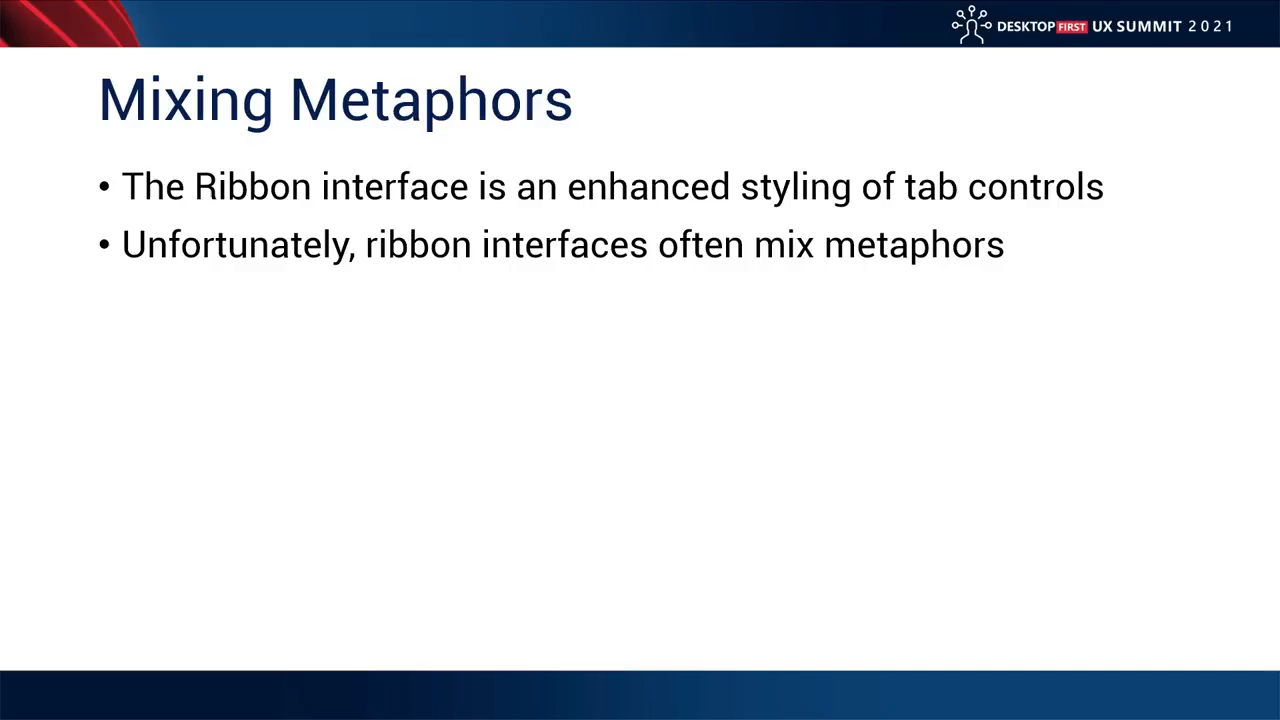 DESKTOP FIRST UX SUMMIT 2021
Mixing Metaphors
• The Ribbon interface is an enhanced styling of tab controls
• Unfortunately, ribbon interfaces often mix metaphors